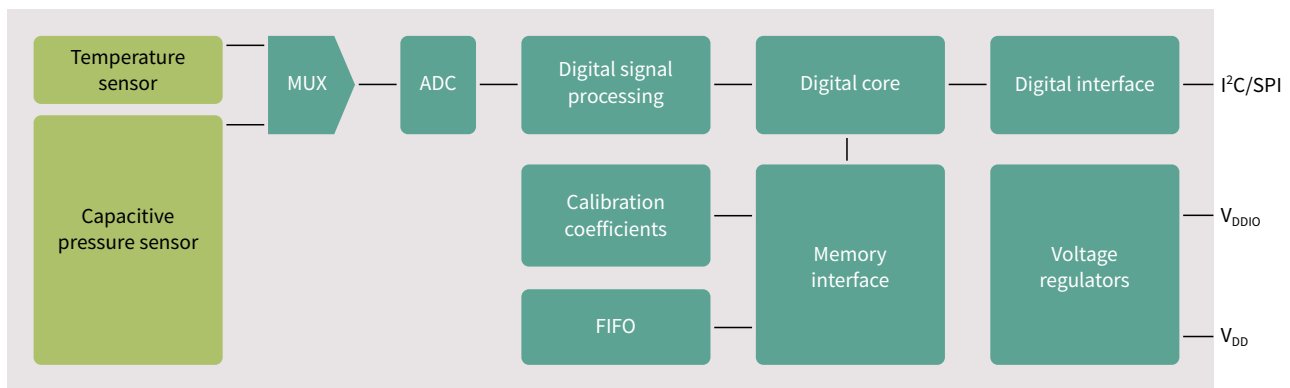 Temperature
sensor
MUX
ADC
Digital signal
processing
Digital core
Digital interface
I²C/SPI
Capacitive
pressure sensor
Calibration
coefficients
Memory
interface
Voltage
regulators
V_DDIO
FIFO
V_DD